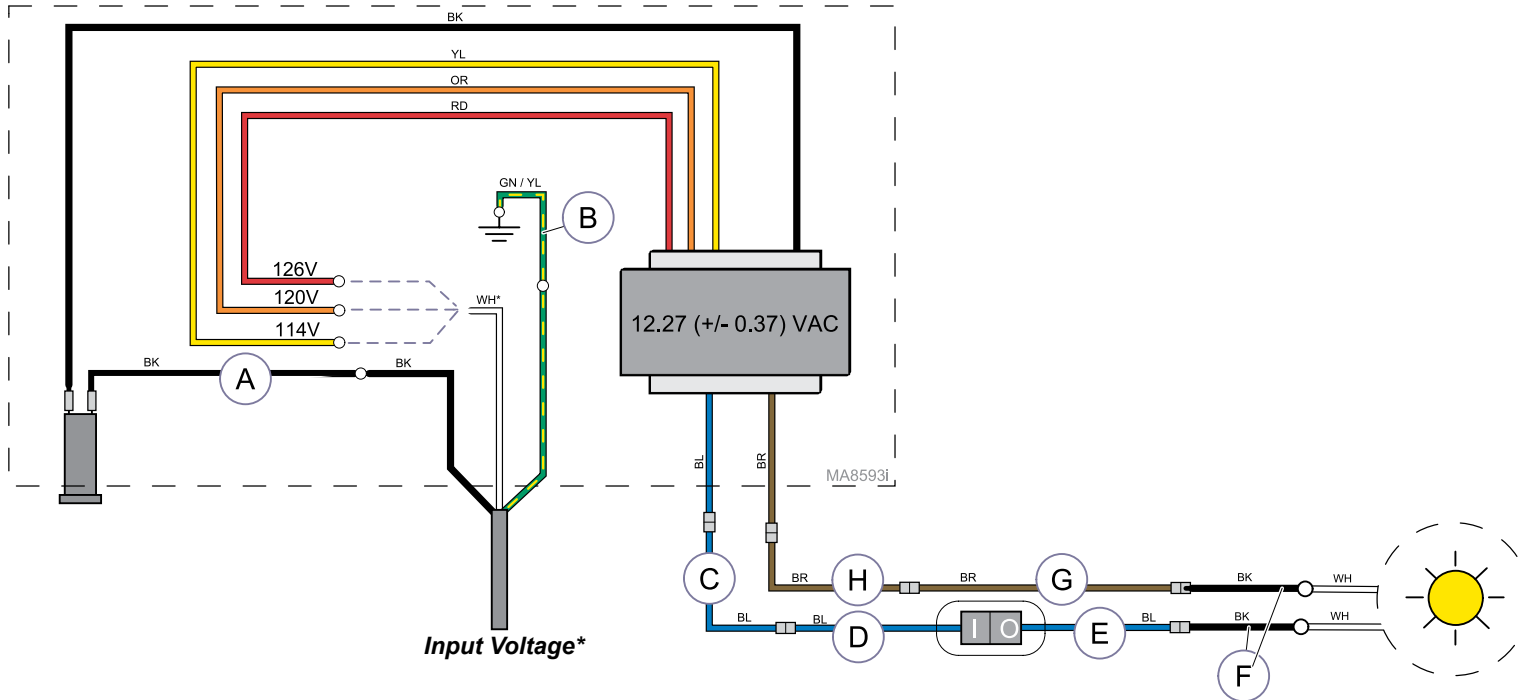 BK
YL
OR
RD
GN / YL
B
126V
120V
114V
WH*
12.27 (+/- 0.37) VAC
BK
A
BK
BL
BR
MA8593i
Input Voltage*
C
BR
H
BR
G
BK
WH
BL
BL
D
I O
E
BL
BK
WH
F